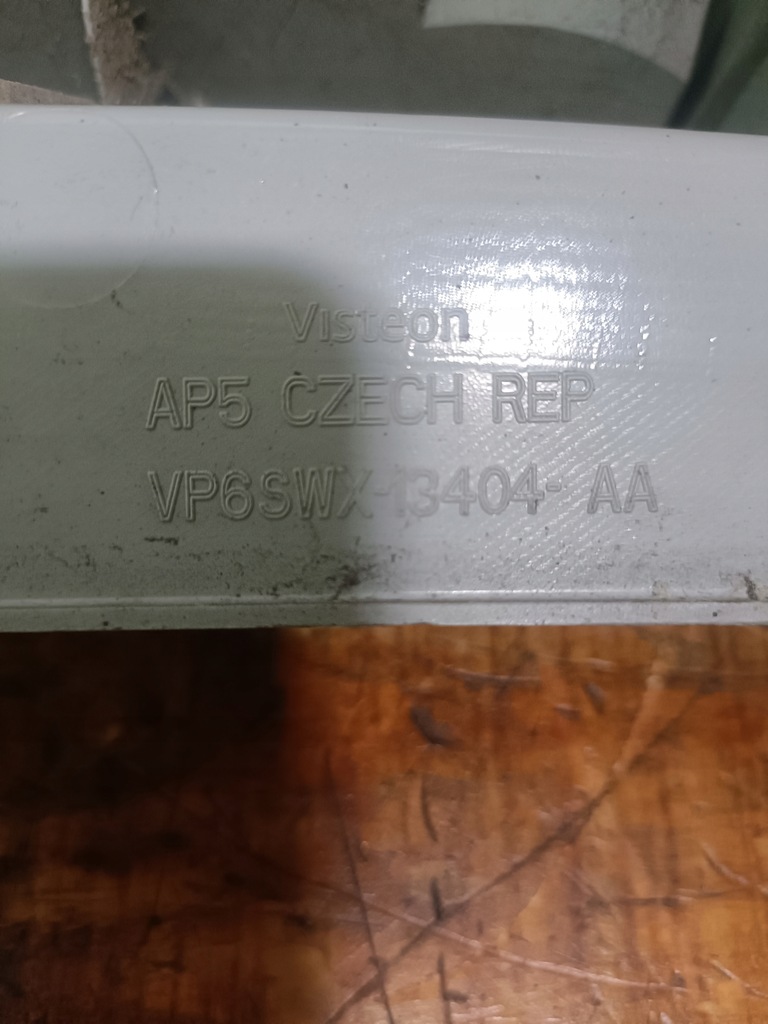 Visteon
AP5 CZECH REP
VP6SWX-13404- AA